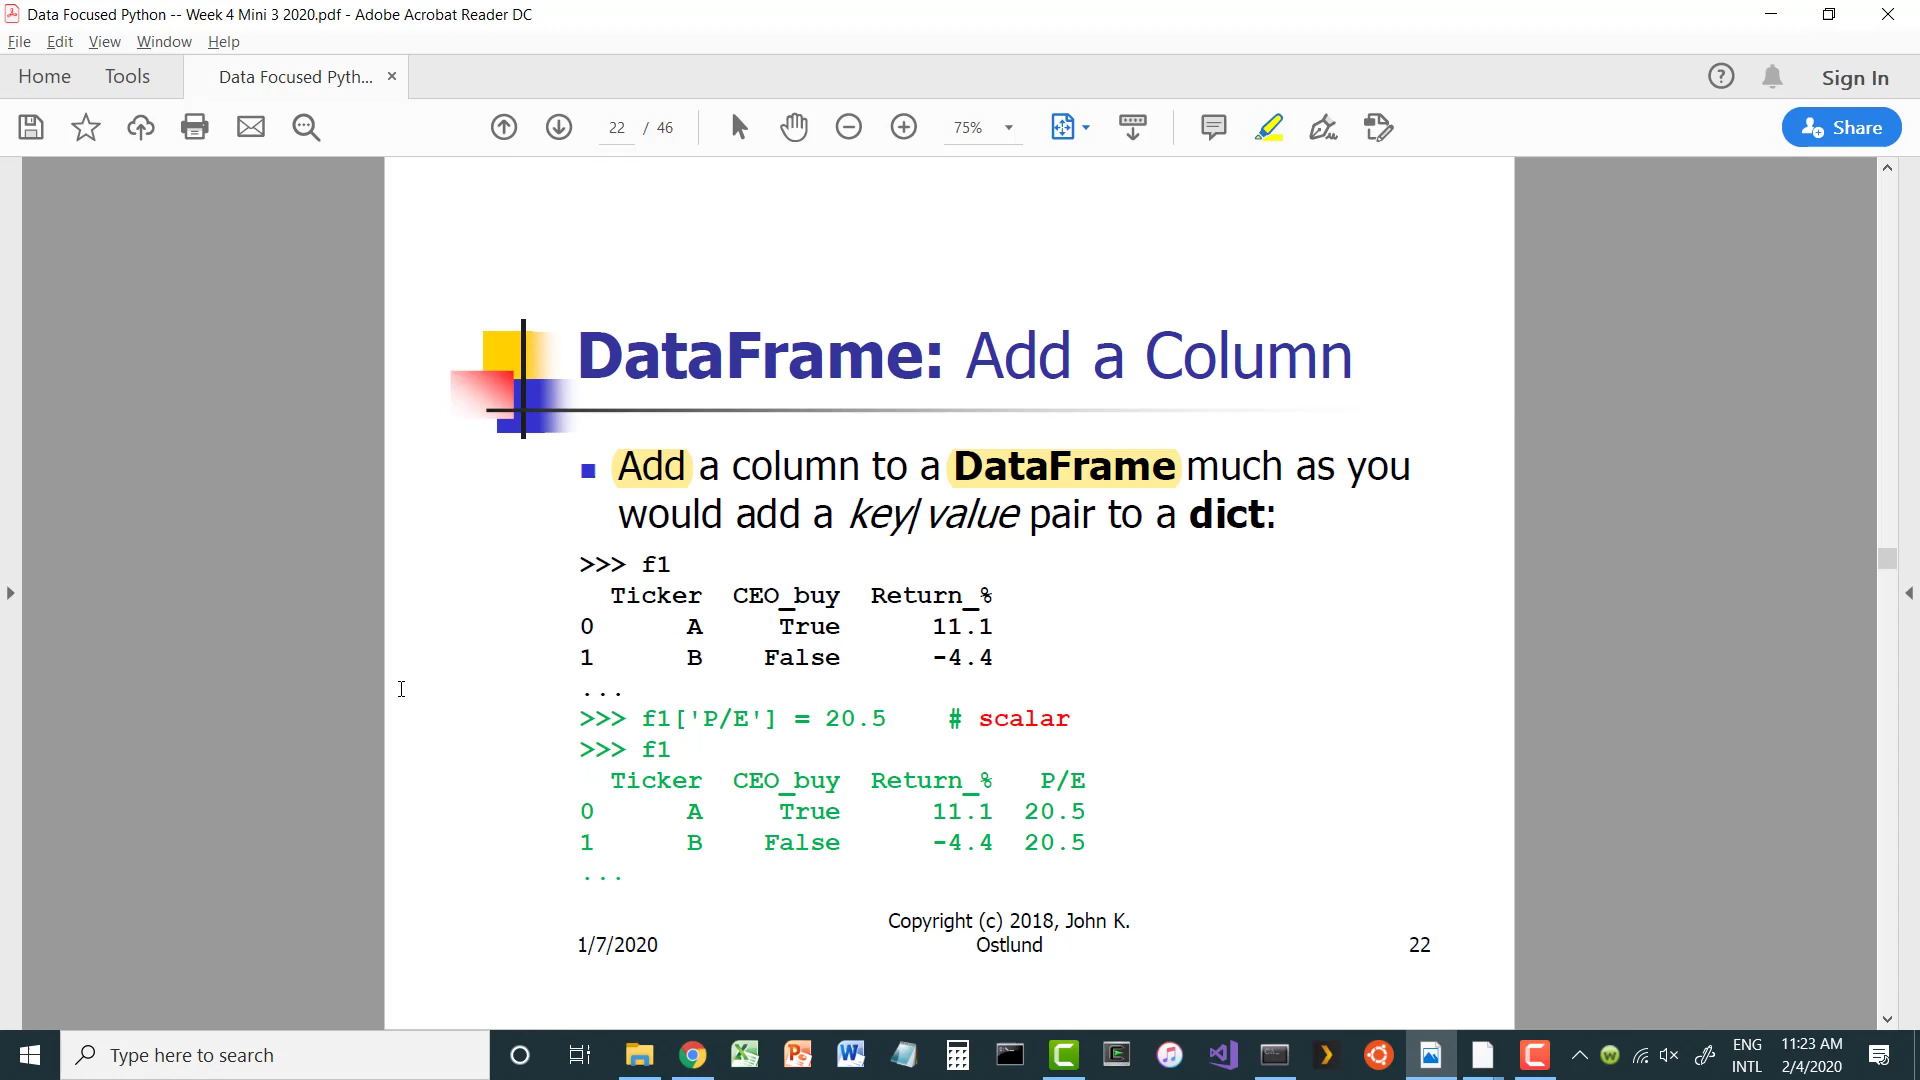 Data Focused Python -- Week 4 Mini 3 2020.pdf - Adobe Acrobat Reader DC
File Edit View Window Help
Home Tools Data Focused Pyth... × Sign In
22 / 46 75% Share
DataFrame: Add a Column
Add a column to a DataFrame much as you
would add a key/value pair to a dict:
>>> f1
Ticker CEO_buy Return_%
0 A True 11.1
1 B False -4.4
...
>>> f1['P/E'] = 20.5 # scalar
>>> f1
Ticker CEO_buy Return_% P/E
0 A True 11.1 20.5
1 B False -4.4 20.5
...
Copyright (c) 2018, John K.
1/7/2020 Ostlund 22
Type here to search
ENG 11:23 AM
INTL 2/4/2020